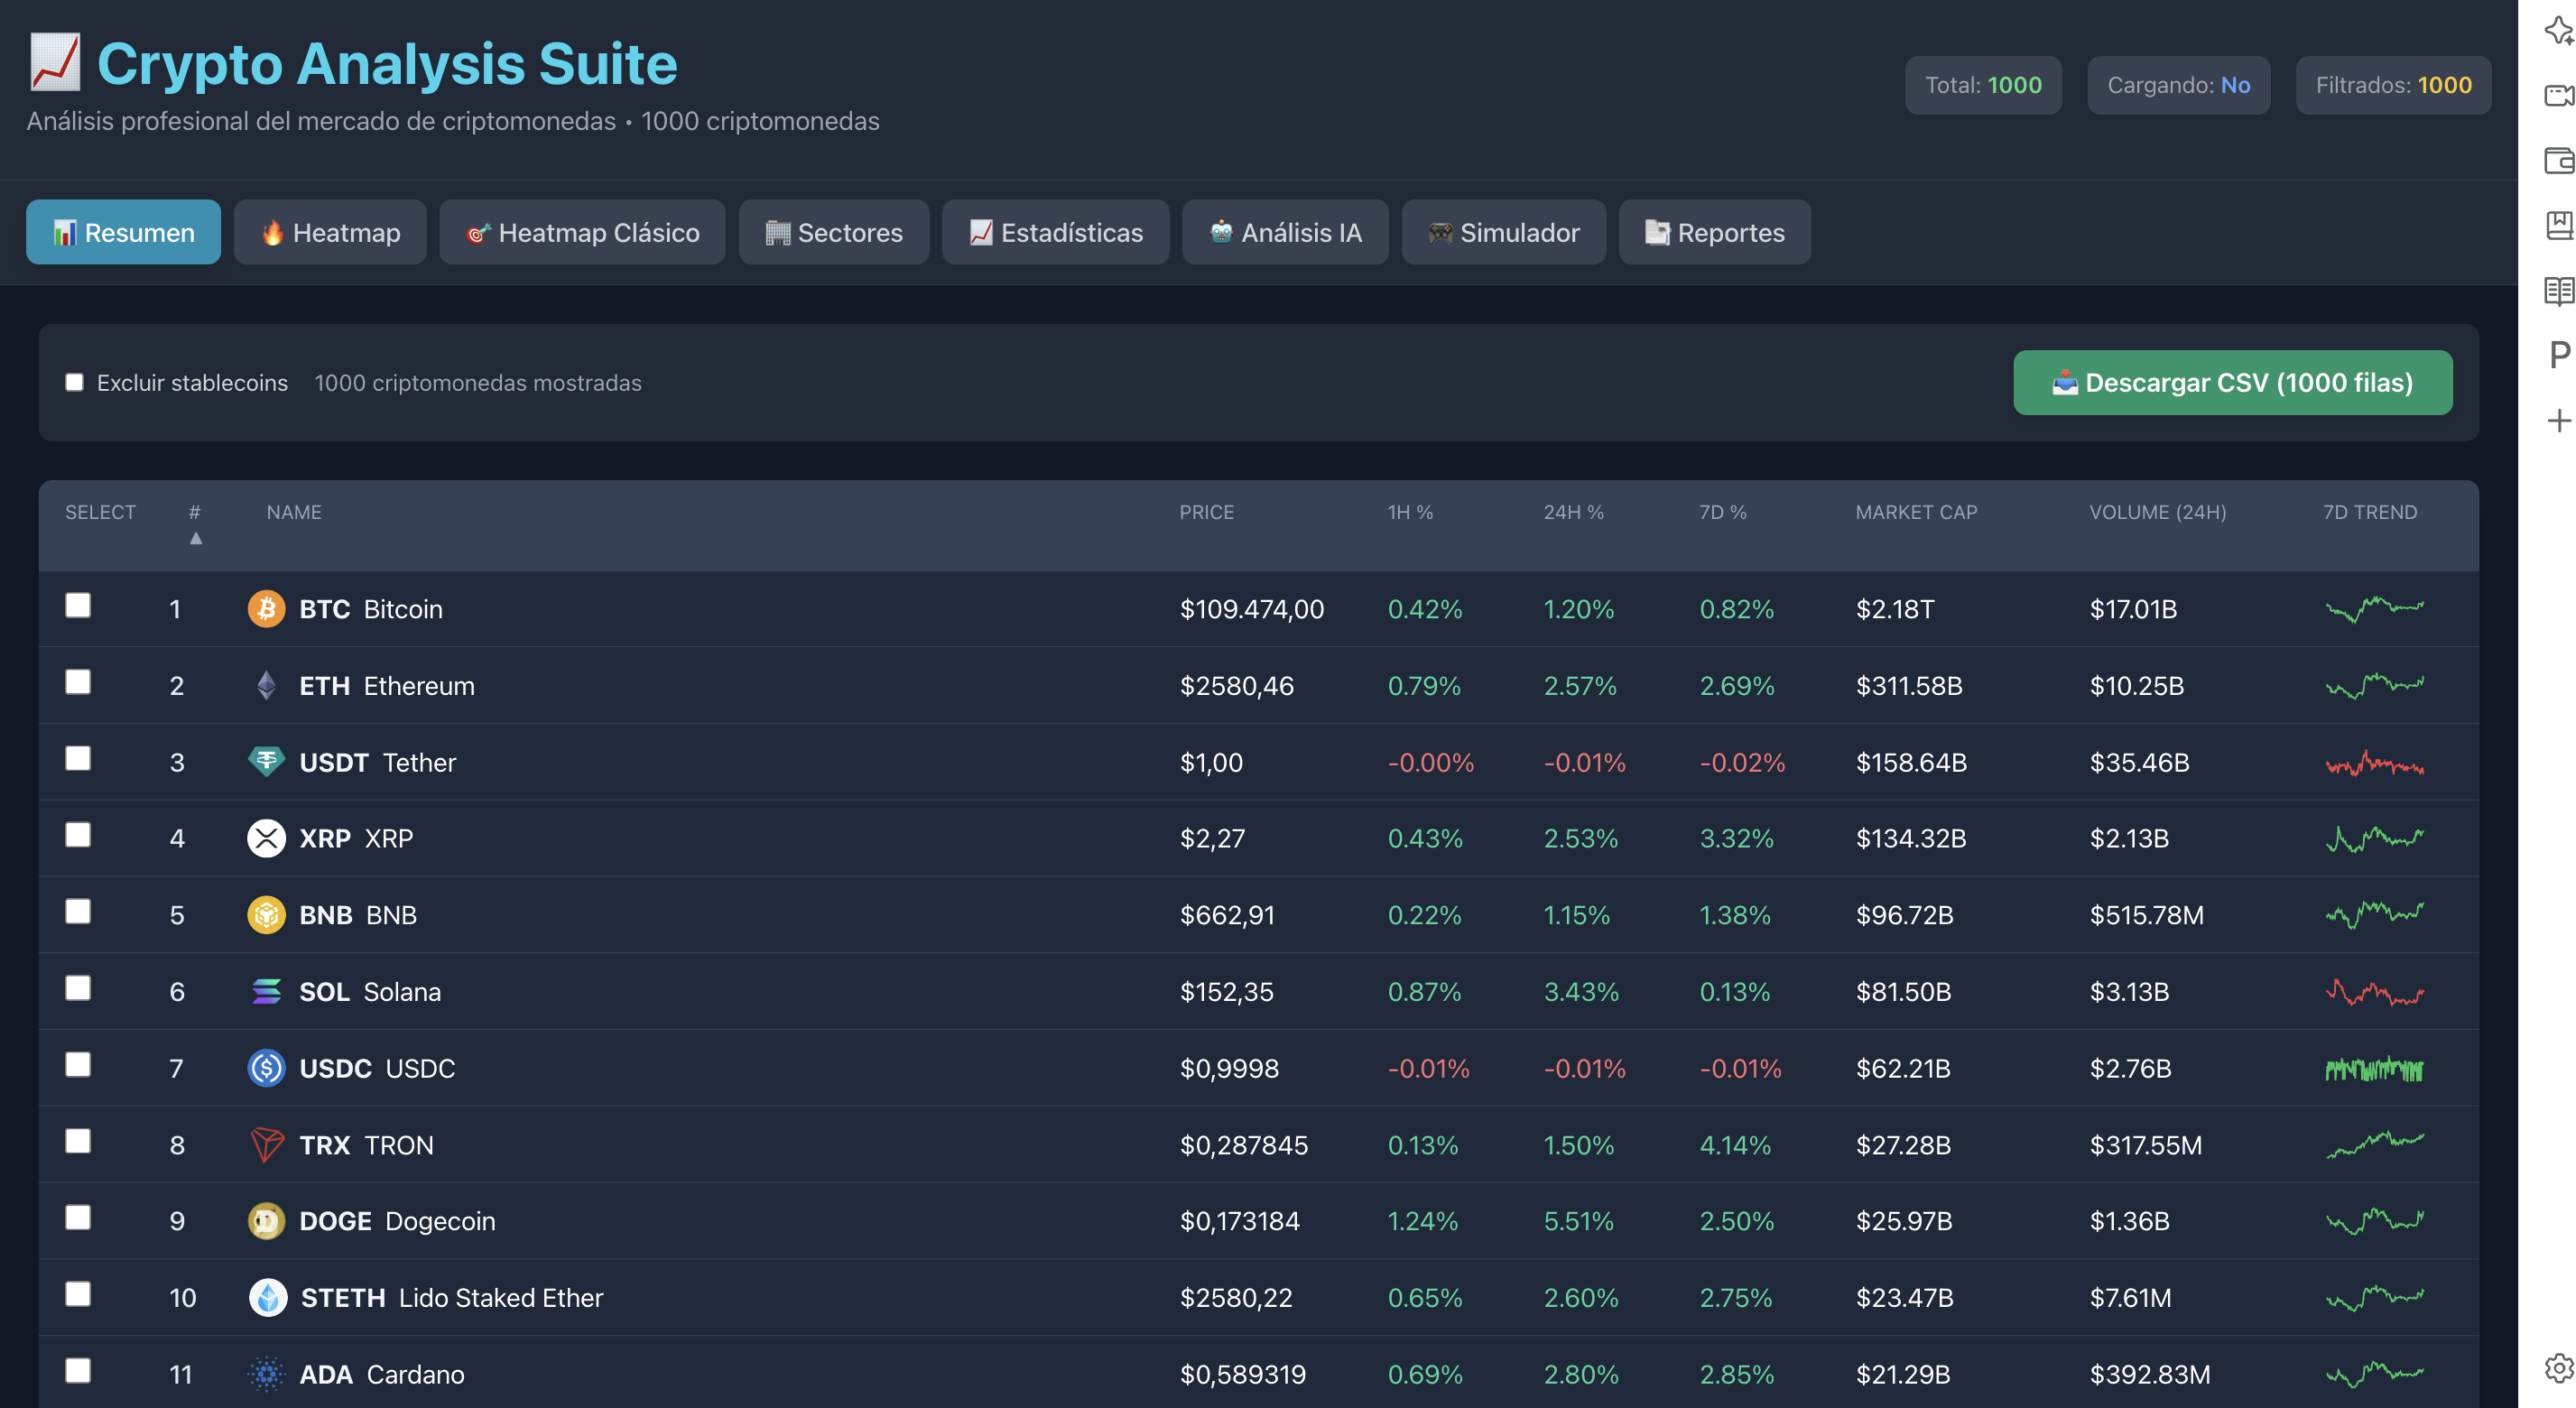 Crypto Analysis Suite
Análisis profesional del mercado de criptomonedas • 1000 criptomonedas
Total: 1000 Cargando: No Filtrados: 1000
Resumen Heatmap Heatmap Clásico Sectores Estadísticas Análisis IA Simulador Reportes
Excluir stablecoins 1000 criptomonedas mostradas Descargar CSV (1000 filas)
SELECT # ▲ NAME PRICE 1H % 24H % 7D % MARKET CAP VOLUME (24H) 7D TREND
1 BTC Bitcoin $109.474,00 0.42% 1.20% 0.82% $2.18T $17.01B
2 ETH Ethereum $2580,46 0.79% 2.57% 2.69% $311.58B $10.25B
3 USDT Tether $1,00 -0.00% -0.01% -0.02% $158.64B $35.46B
4 XRP XRP $2,27 0.43% 2.53% 3.32% $134.32B $2.13B
5 BNB BNB $662,91 0.22% 1.15% 1.38% $96.72B $515.78M
6 SOL Solana $152,35 0.87% 3.43% 0.13% $81.50B $3.13B
7 USDC USDC $0,9998 -0.01% -0.01% -0.01% $62.21B $2.76B
8 TRX TRON $0,287845 0.13% 1.50% 4.14% $27.28B $317.55M
9 DOGE Dogecoin $0,173184 1.24% 5.51% 2.50% $25.97B $1.36B
10 STETH Lido Staked Ether $2580,22 0.65% 2.60% 2.75% $23.47B $7.61M
11 ADA Cardano $0,589319 0.69% 2.80% 2.85% $21.29B $392.83M
P